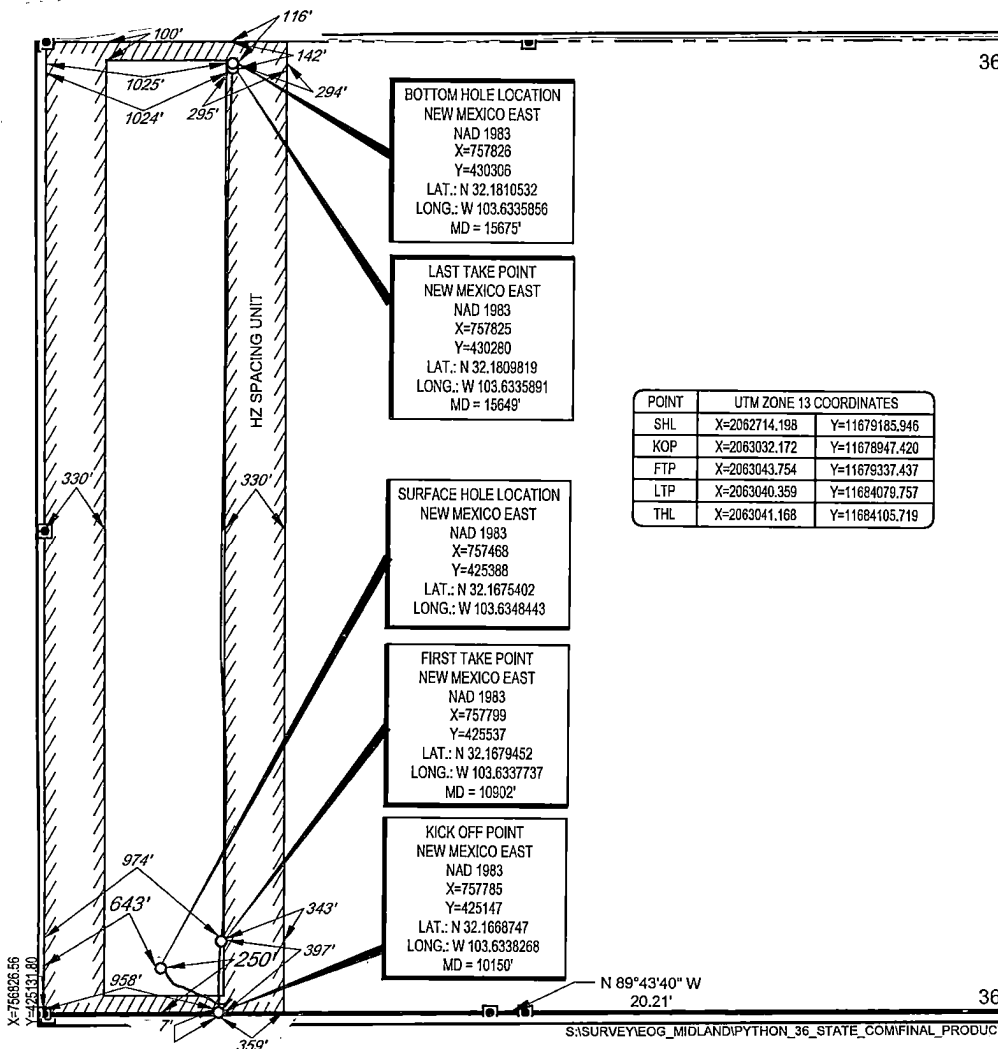 116'
100'
142'
36
1025'
294'
1024'
295'
BOTTOM HOLE LOCATION
NEW MEXICO EAST
NAD 1983
X=757826
Y=430306
LAT.: N 32.1810532
LONG.: W 103.6335856
MD = 15675'
LAST TAKE POINT
NEW MEXICO EAST
NAD 1983
X=757825
Y=430280
LAT.: N 32.1809819
LONG.: W 103.6335891
MD = 15649'
HZ SPACING UNIT
POINT UTM ZONE 13 COORDINATES
SHL X=2062714.198 Y=11679185.946
KOP X=2063032.172 Y=11678947.420
FTP X=2063043.754 Y=11679337.437
LTP X=2063040.359 Y=11684079.757
THL X=2063041.168 Y=11684105.719
330'
330'
SURFACE HOLE LOCATION
NEW MEXICO EAST
NAD 1983
X=757468
Y=425388
LAT.: N 32.1675402
LONG.: W 103.6348443
FIRST TAKE POINT
NEW MEXICO EAST
NAD 1983
X=757799
Y=425537
LAT.: N 32.1679452
LONG.: W 103.6337737
MD = 10902'
KICK OFF POINT
NEW MEXICO EAST
NAD 1983
X=757785
Y=425147
LAT.: N 32.1668747
LONG.: W 103.6338268
MD = 10150'
974'
643'
343'
397'
250'
958'
7'
359'
X=756826.56
Y=425131.80
N 89°43'40" W
20.21'
36
S:\SURVEY\EOG_MIDLAND\PYTHON_36_STATE_COM\FINAL_PRODUC